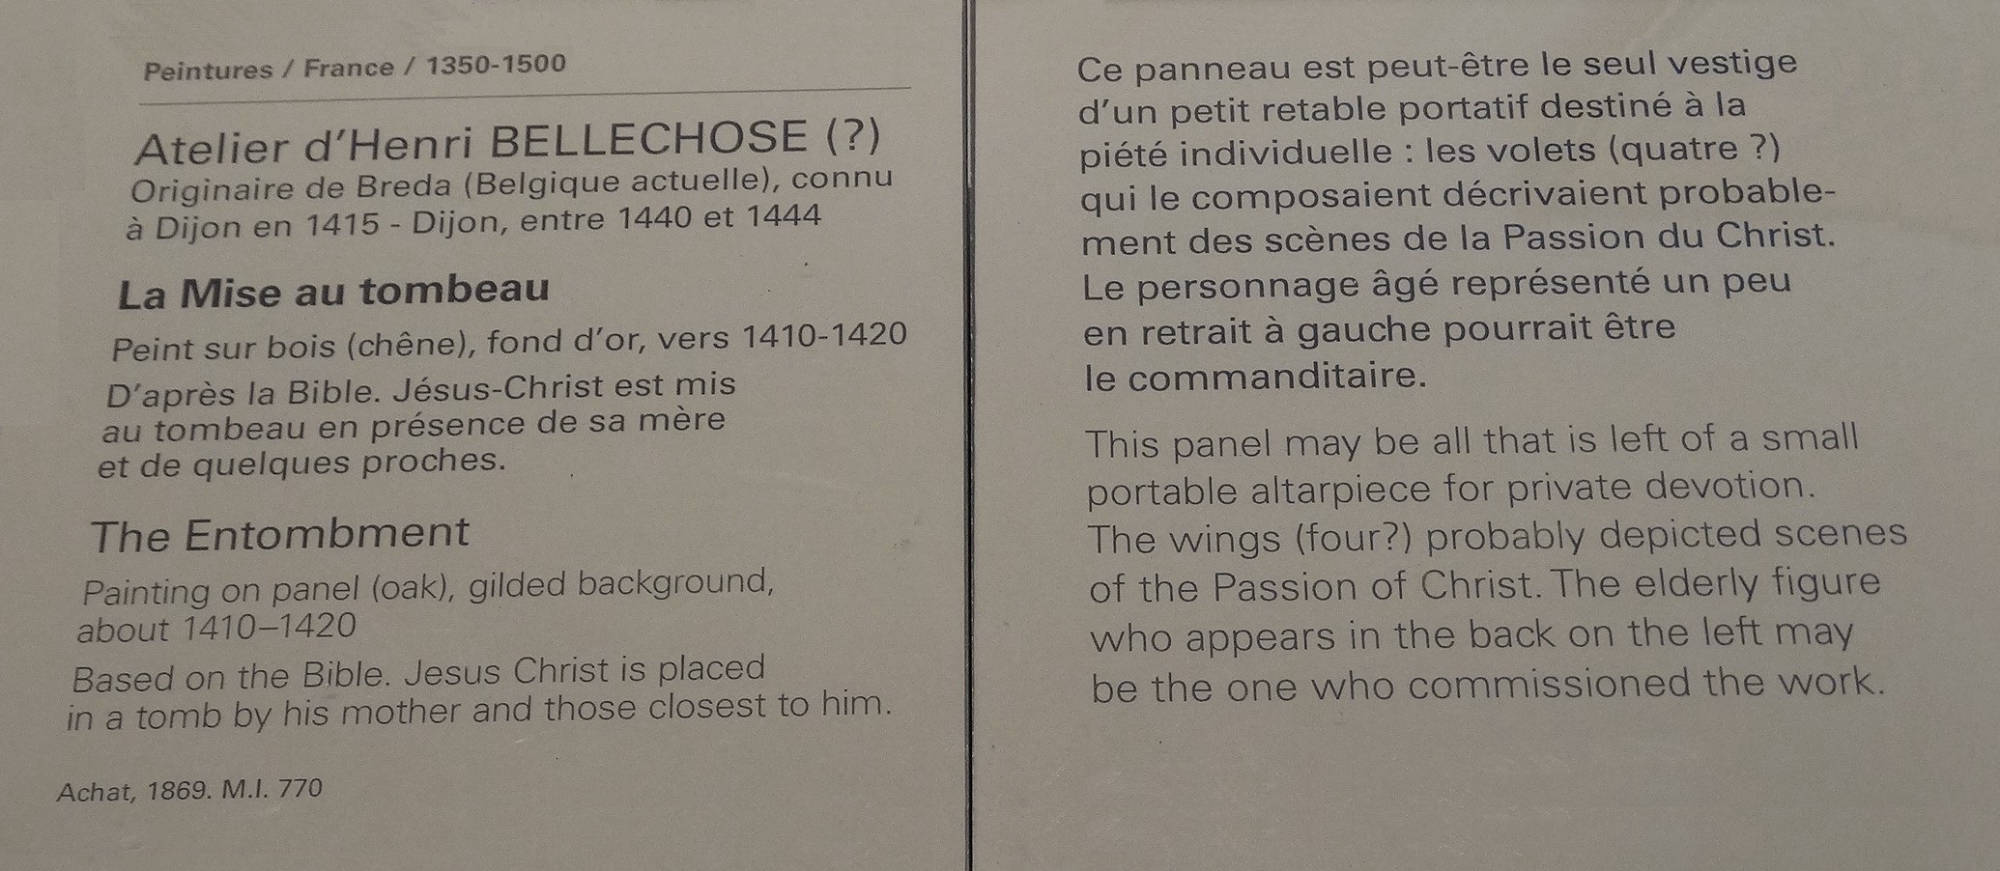 Peintures / France / 1350-1500
Atelier d'Henri BELLECHOSE (?)
Originaire de Breda (Belgique actuelle), connu
à Dijon en 1415 - Dijon, entre 1440 et 1444
La Mise au tombeau
Peint sur bois (chêne), fond d'or, vers 1410-1420
D'après la Bible. Jésus-Christ est mis
au tombeau en présence de sa mère
et de quelques proches.
The Entombment
Painting on panel (oak), gilded background,
about 1410–1420
Based on the Bible. Jesus Christ is placed
in a tomb by his mother and those closest to him.
Achat, 1869. M.I. 770
Ce panneau est peut-être le seul vestige
d'un petit retable portatif destiné à la
piété individuelle : les volets (quatre ?)
qui le composaient décrivaient probable-
ment des scènes de la Passion du Christ.
Le personnage âgé représenté un peu
en retrait à gauche pourrait être
le commanditaire.
This panel may be all that is left of a small
portable altarpiece for private devotion.
The wings (four?) probably depicted scenes
of the Passion of Christ. The elderly figure
who appears in the back on the left may
be the one who commissioned the work.